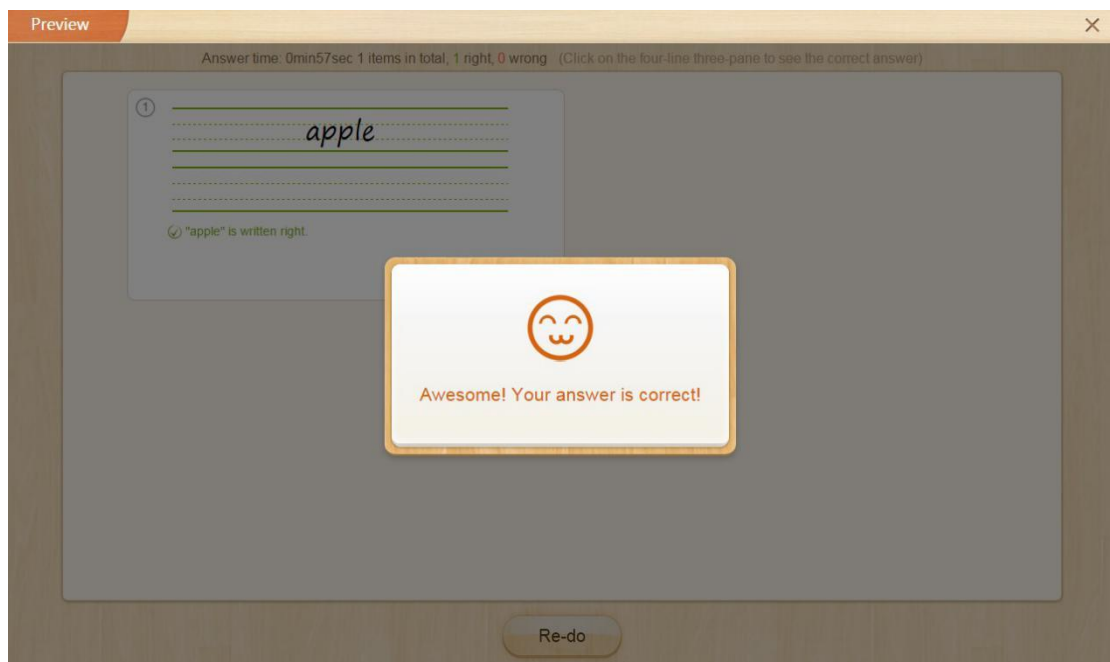 Preview
Answer time: 0min57sec 1 items in total, 1 right, 0 wrong (Click on the four-line three-pane to see the correct answer)
1
apple
"apple" is written right.
Awesome! Your answer is correct!
Re-do